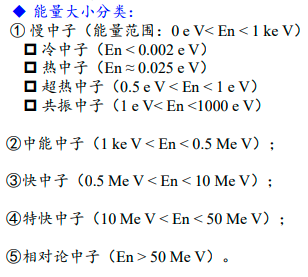 ◆ 能量大小分类：
① 慢中子（能量范围：0 e V< En < 1 keV）
冷中子（En < 0.002 e V）
热中子（En ≈ 0.025 e V）
超热中子（0.5 e V < En < 1 e V）
共振中子（1 e V< En <1000 e V）
②中能中子（1 ke V < En < 0.5 Me V）；
③快中子（0.5 Me V < En < 10 Me V）；
④特快中子（10 Me V < En < 50 Me V）；
⑤相对论中子（En > 50 Me V）。